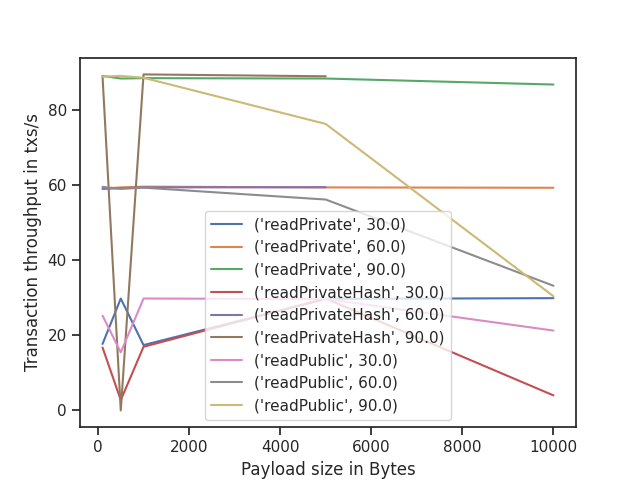 Transaction throughput in txs/s
80
60
40
20
0
('readPrivate', 30.0)
('readPrivate', 60.0)
('readPrivate', 90.0)
('readPrivateHash', 30.0)
('readPrivateHash', 60.0)
('readPrivateHash', 90.0)
('readPublic', 30.0)
('readPublic', 60.0)
('readPublic', 90.0)
0 2000 4000 6000 8000 10000
Payload size in Bytes